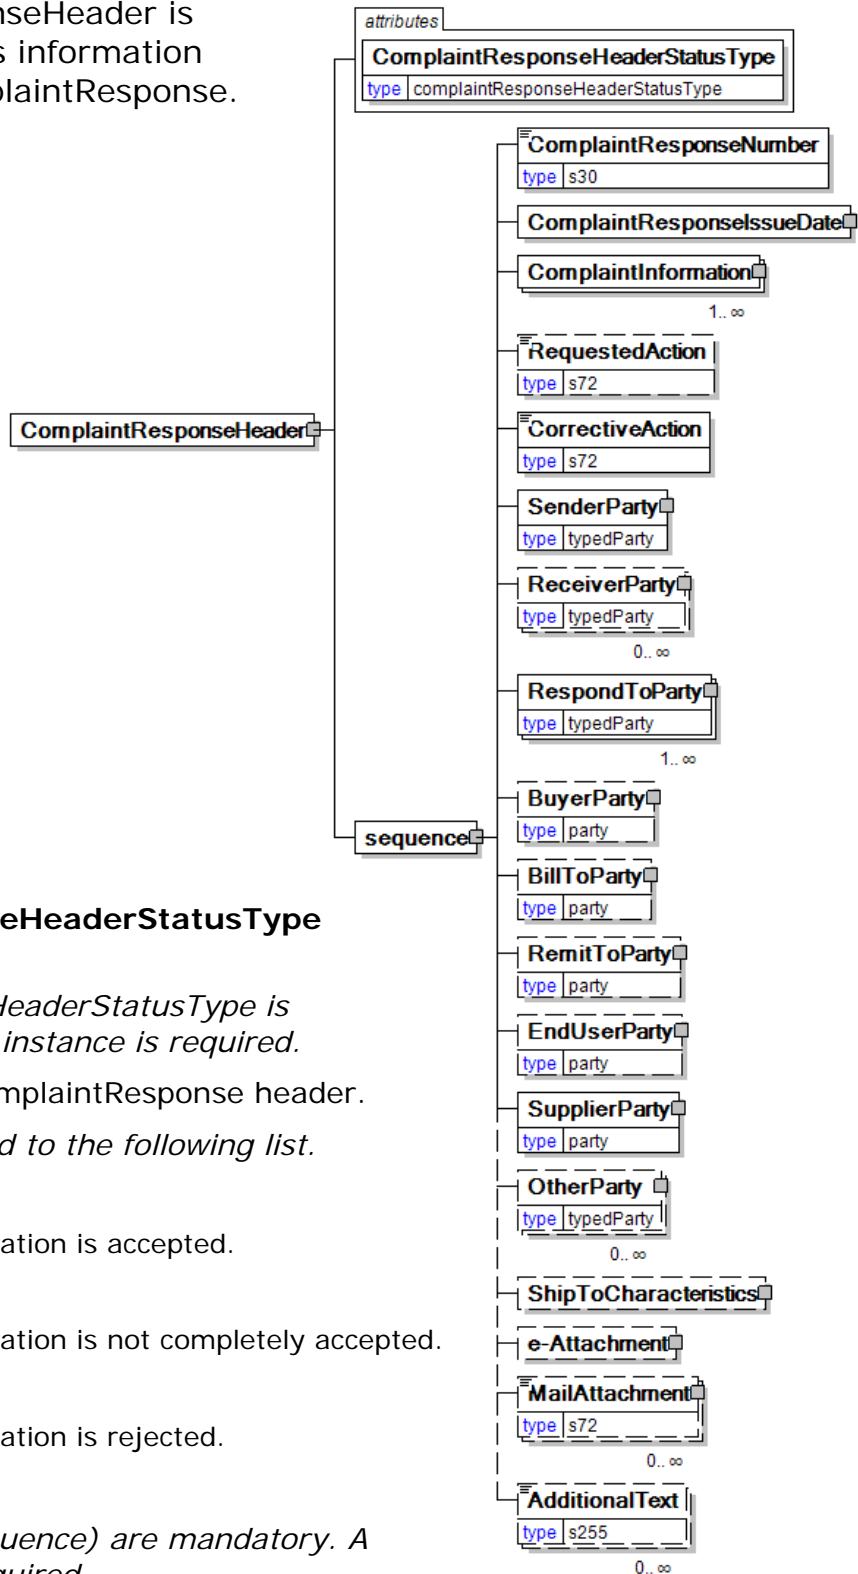 nseHeader is
s information
plaintResponse.
attributes
ComplaintResponseHeaderStatusType
type complaintResponseHeaderStatusType
ComplaintResponseNumber
type s30
ComplaintResponseIssueDate
ComplaintInformation
1.. ∞
RequestedAction
type s72
ComplaintResponseHeader
CorrectiveAction
type s72
SenderParty
type typedParty
ReceiverParty
type typedParty
0.. ∞
RespondToParty
type typedParty
1.. ∞
BuyerParty
type party
sequence
BillToParty
type party
RemitToParty
type party
EndUserParty
type party
SupplierParty
type party
OtherParty
type typedParty
0.. ∞
ShipToCharacteristics
e-Attachment
MailAttachment
type s72
0.. ∞
AdditionalText
type s255
0.. ∞
eHeaderStatusType
HeaderStatusType is
instance is required.
mplaintResponse header.
d to the following list.
ation is accepted.
ation is not completely accepted.
ation is rejected.
uence) are mandatory. A
quired